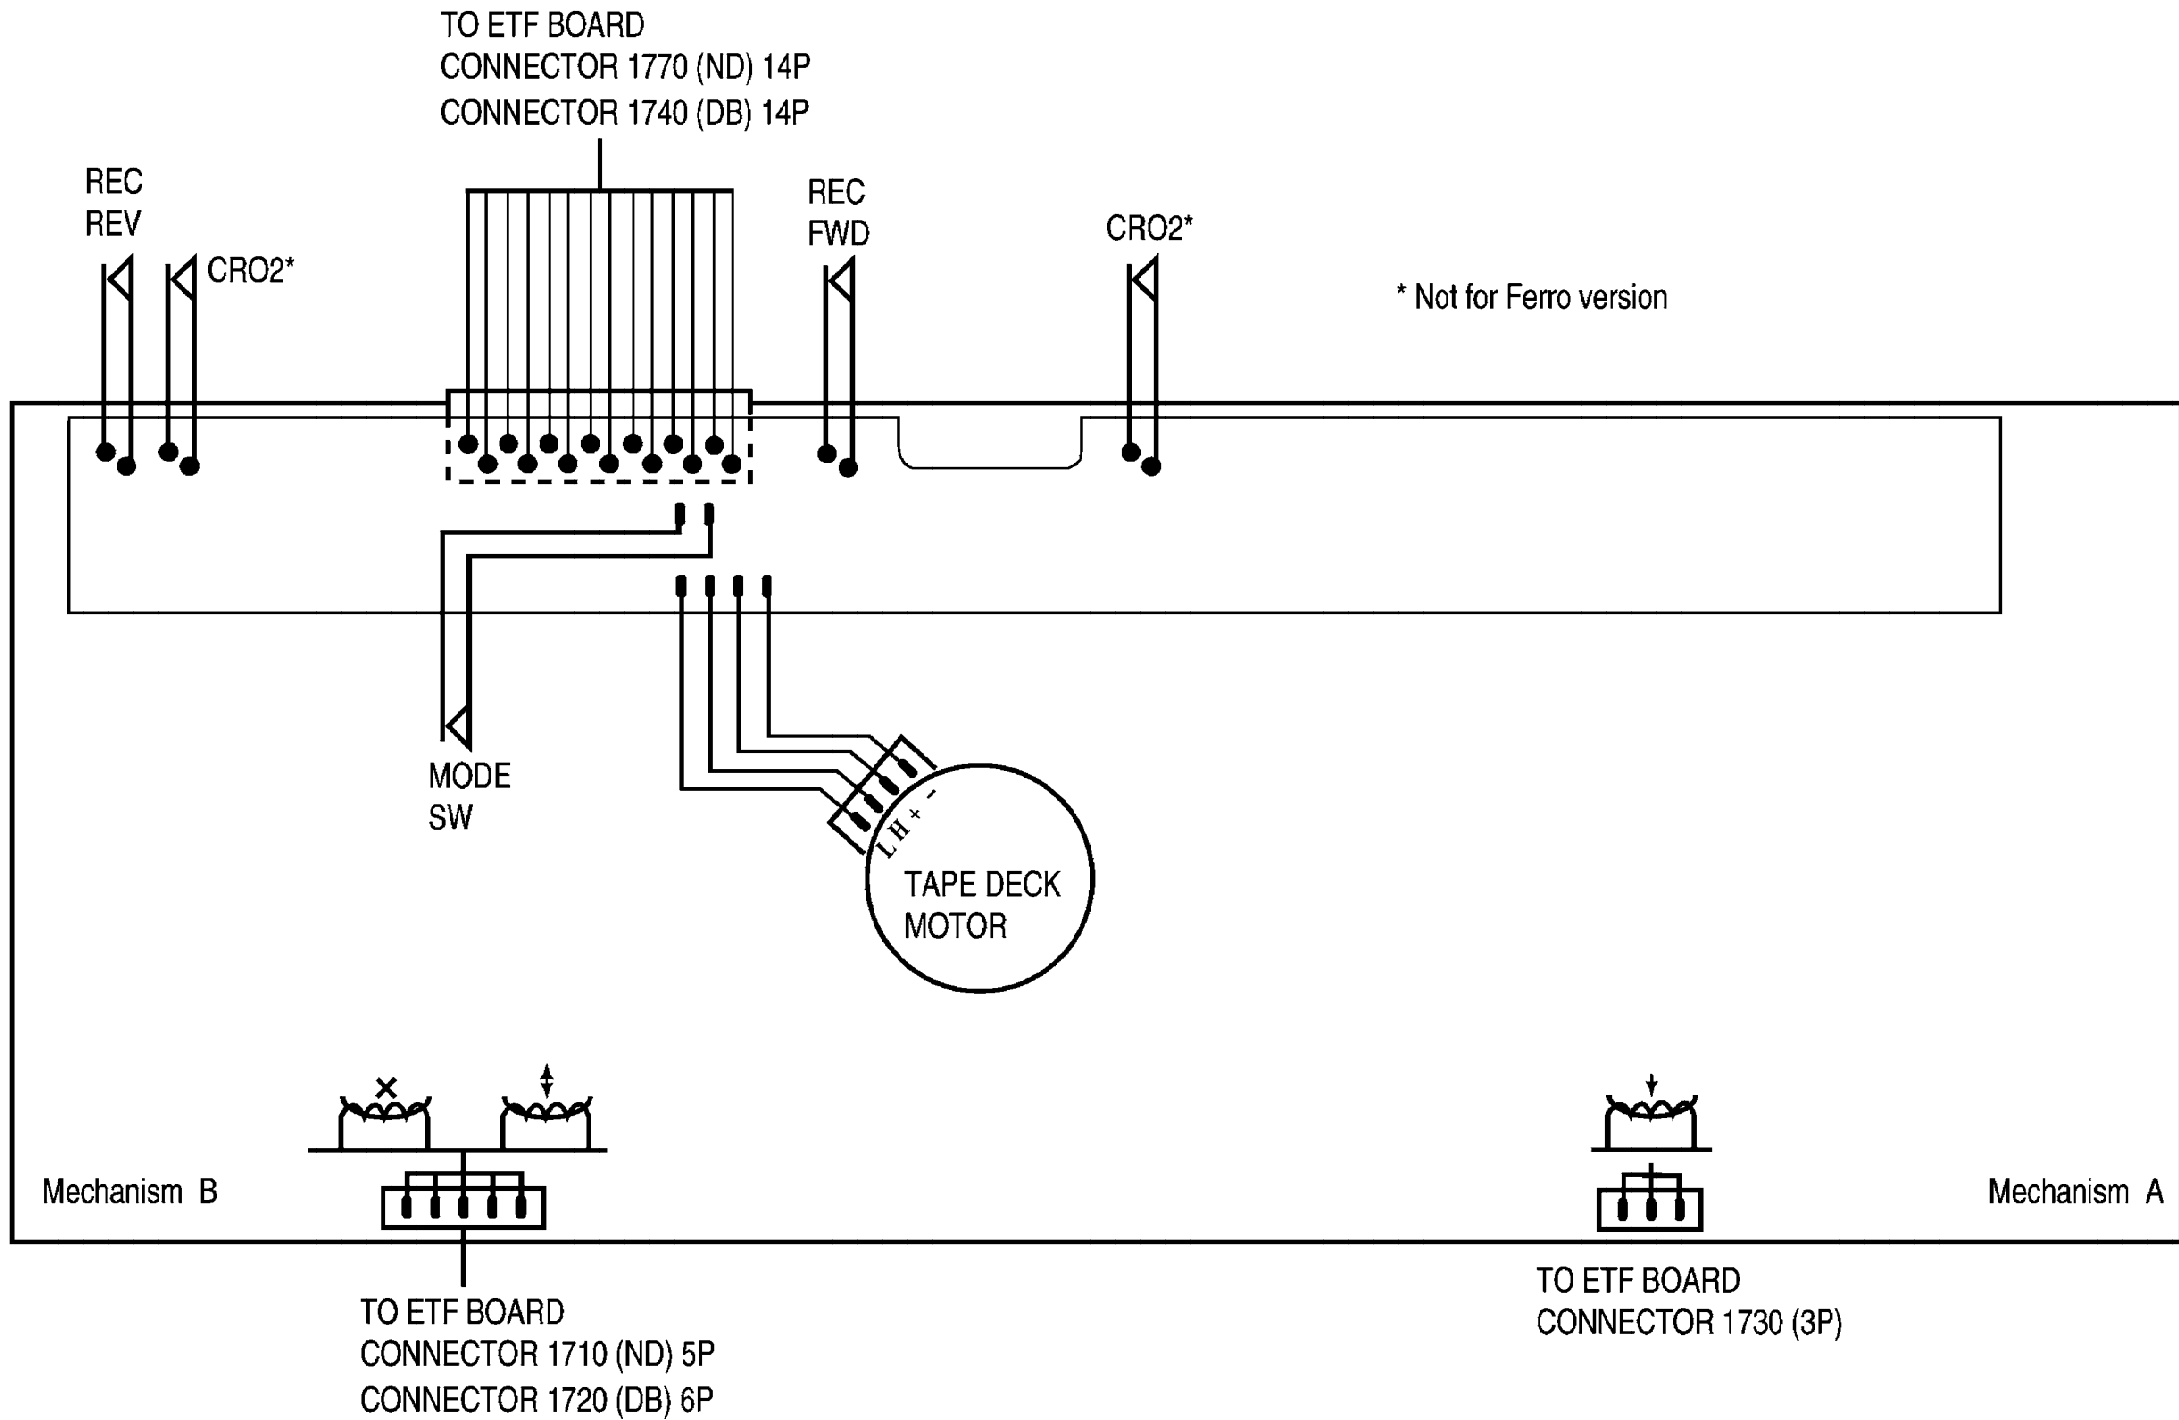 TO ETF BOARD
CONNECTOR 1770 (ND) 14P
CONNECTOR 1740 (DB) 14P
REC
REV
CRO2*
REC
FWD
CRO2*
* Not for Ferro version
MODE
SW
L H + -
TAPE DECK
MOTOR
Mechanism B
Mechanism A
TO ETF BOARD
CONNECTOR 1710 (ND) 5P
CONNECTOR 1720 (DB) 6P
TO ETF BOARD
CONNECTOR 1730 (3P)